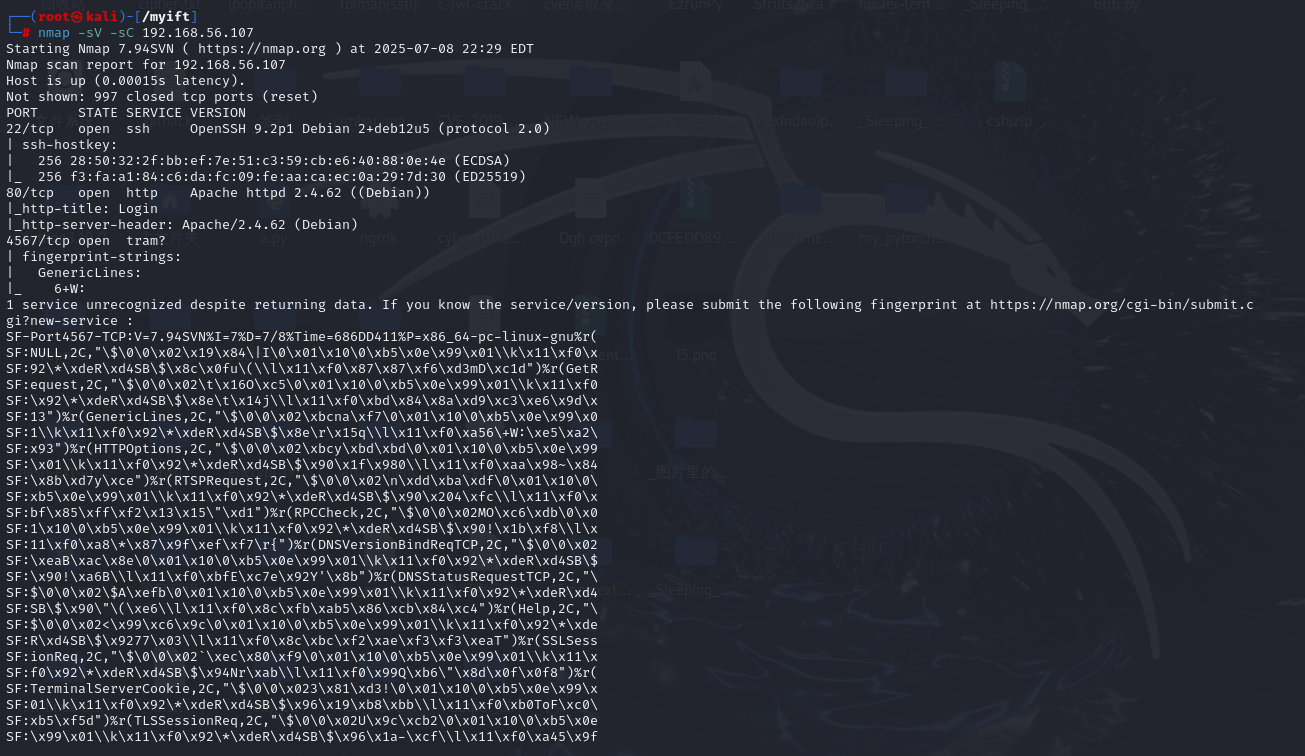 ┌──(root㉿kali)-[/myift]
└─# nmap -sV -sC 192.168.56.107
Starting Nmap 7.94SVN ( https://nmap.org ) at 2025-07-08 22:29 EDT
Nmap scan report for 192.168.56.107
Host is up (0.00015s latency).
Not shown: 997 closed tcp ports (reset)
PORT     STATE SERVICE VERSION
22/tcp   open  ssh     OpenSSH 9.2p1 Debian 2+deb12u5 (protocol 2.0)
| ssh-hostkey:
|   256 28:50:32:2f:bb:ef:7e:51:c3:59:cb:e6:40:88:0e:4e (ECDSA)
|_  256 f3:fa:a1:84:c6:da:fc:09:fe:aa:ca:ec:0a:29:7d:30 (ED25519)
80/tcp   open  http    Apache httpd 2.4.62 ((Debian))
|_http-title: Login
|_http-server-header: Apache/2.4.62 (Debian)
4567/tcp open  tram?
| fingerprint-strings:
|   GenericLines:
|_    6+W:
1 service unrecognized despite returning data. If you know the service/version, please submit the following fingerprint at https://nmap.org/cgi-bin/submit.c
gi?new-service :
SF-Port4567-TCP:V=7.94SVN%I=7%D=7/8%Time=686DD411%P=x86_64-pc-linux-gnu%r(
SF:NULL,2C,"\$\0\0\x02\x19\x84\|I\0\x01\x10\0\xb5\x0e\x99\x01\\k\x11\xf0\x
SF:92\*\xdeR\xd4SB\$\x8c\x0fu\(\\l\x11\xf0\x87\x87\xf6\xd3mD\xc1d")%r(GetR
SF:equest,2C,"\$\0\0\x02\t\x16O\xc5\0\x01\x10\0\xb5\x0e\x99\x01\\k\x11\xf0
SF:\x92\*\xdeR\xd4SB\$\x8e\t\x14j\\l\x11\xf0\xbd\x84\x8a\xd9\xc3\xe6\x9d\x
SF:13")%r(GenericLines,2C,"\$\0\0\x02\xbcna\xf7\0\x01\x10\0\xb5\x0e\x99\x0
SF:1\\k\x11\xf0\x92\*\xdeR\xd4SB\$\x8e\r\x15q\\l\x11\xf0\xa56\+W:\xe5\xa2\
SF:x93")%r(HTTPOptions,2C,"\$\0\0\x02\xbcy\xbd\xbd\0\x01\x10\0\xb5\x0e\x99
SF:\x01\\k\x11\xf0\x92\*\xdeR\xd4SB\$\x90\x1f\x980\\l\x11\xf0\xaa\x98~\x84
SF:\x8b\xd7y\xce")%r(RTSPRequest,2C,"\$\0\0\x02\n\xdd\xba\xdf\0\x01\x10\0\
SF:xb5\x0e\x99\x01\\k\x11\xf0\x92\*\xdeR\xd4SB\$\x90\x204\xfc\\l\x11\xf0\x
SF:bf\x85\xff\xf2\x13\x15\"\xd1")%r(RPCCheck,2C,"\$\0\0\x02MO\xc6\xdb\0\x0
SF:1\x10\0\xb5\x0e\x99\x01\\k\x11\xf0\x92\*\xdeR\xd4SB\$\x90!\x1b\xf8\\l\x
SF:11\xf0\xa8\*\x87\x9f\xef\xf7\r{")%r(DNSVersionBindReqTCP,2C,"\$\0\0\x02
SF:\xeaB\xac\x8e\0\x01\x10\0\xb5\x0e\x99\x01\\k\x11\xf0\x92\*\xdeR\xd4SB\$
SF:\x90!\xa6B\\l\x11\xf0\xbfE\xc7e\x92Y'\x8b")%r(DNSStatusRequestTCP,2C,"\
SF:$\0\0\x02\$A\xefb\0\x01\x10\0\xb5\x0e\x99\x01\\k\x11\xf0\x92\*\xdeR\xd4
SF:SB\$\x90\"\(\xe6\\l\x11\xf0\x8c\xfb\xab5\x86\xcb\x84\xc4")%r(Help,2C,"\
SF:$\0\0\x02<\x99\xc6\x9c\0\x01\x10\0\xb5\x0e\x99\x01\\k\x11\xf0\x92\*\xde
SF:R\xd4SB\$\x9277\x03\\l\x11\xf0\x8c\xbc\xf2\xae\xf3\xf3\xeaT")%r(SSLSess
SF:ionReq,2C,"\$\0\0\x02`\xec\x80\xf9\0\x01\x10\0\xb5\x0e\x99\x01\\k\x11\x
SF:f0\x92\*\xdeR\xd4SB\$\x94Nr\xab\\l\x11\xf0\x99Q\xb6\"\x8d\x0f\x0f8")%r(
SF:TerminalServerCookie,2C,"\$\0\0\x023\x81\xd3!\0\x01\x10\0\xb5\x0e\x99\x
SF:01\\k\x11\xf0\x92\*\xdeR\xd4SB\$\x96\x19\xb8\xbb\\l\x11\xf0\xb0ToF\xc0\
SF:xb5\xf5d")%r(TLSSessionReq,2C,"\$\0\0\x02U\x9c\xcb2\0\x01\x10\0\xb5\x0e
SF:\x99\x01\\k\x11\xf0\x92\*\xdeR\xd4SB\$\x96\x1a-\xcf\\l\x11\xf0\xa45\x9f